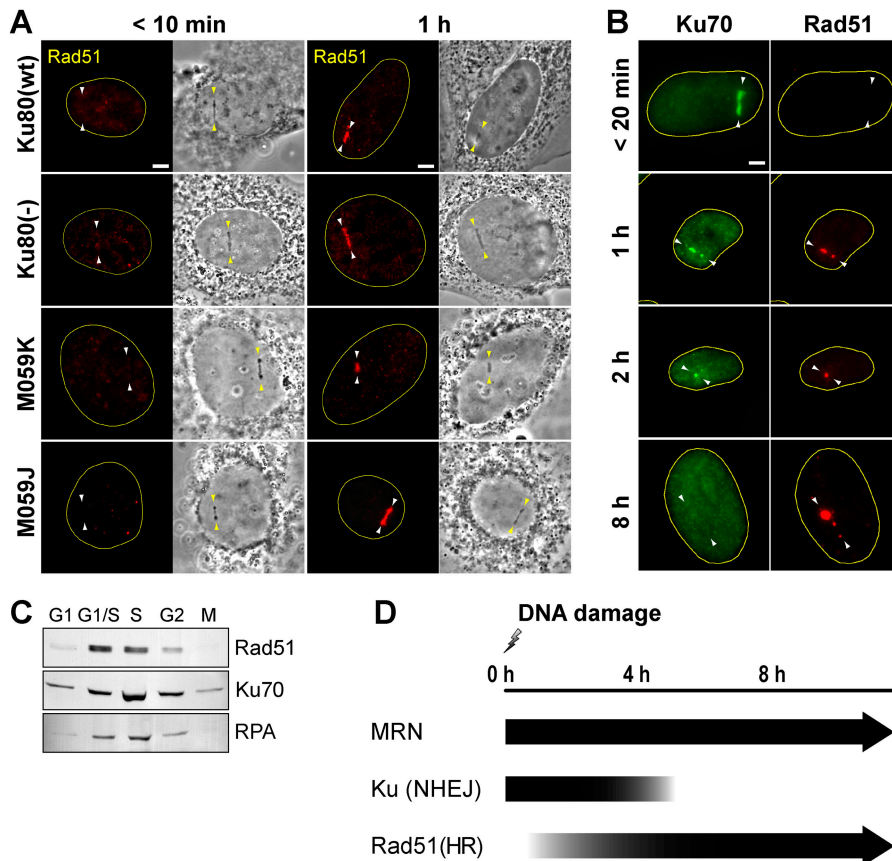 A
< 10 min
1 h
Rad51
Rad51
Ku80(wt)
Ku80(-)
M059K
M059J
B
Ku70
Rad51
< 20 min
1 h
2 h
8 h
C
G1 G1/S S G2 M
Rad51
Ku70
RPA
D
DNA damage
0 h 4 h 8 h
MRN
Ku (NHEJ)
Rad51(HR)